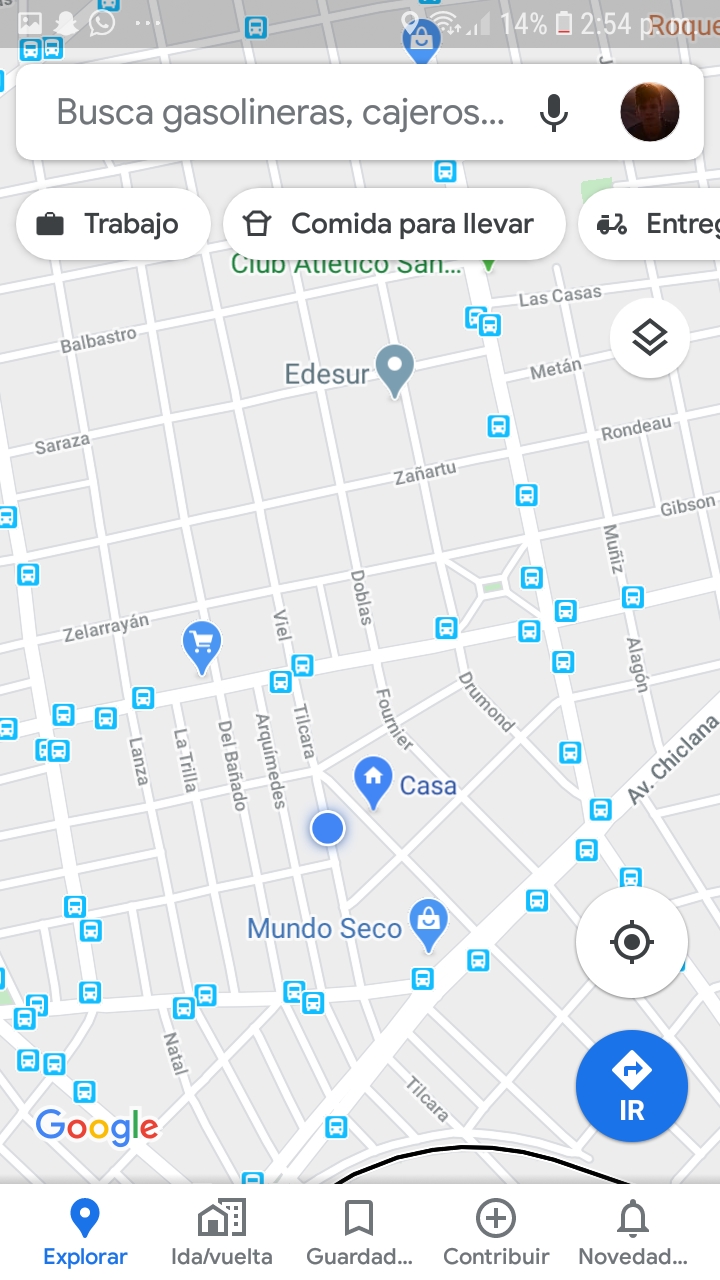 14% 2:54 p. m.
Roque
Busca gasolineras, cajeros...
Trabajo
Comida para llevar
Entreg
Club Atlético San...
Las Casas
Balbastro
Edesur
Metán
Saraza
Rondeau
Zañartu
Gibson
Muñiz
Doblas
Viel
Zelarrayán
Alagón
Drumond
Fournier
Tilcara
Arquímedes
Del Bañado
La Trilla
Lanza
Av. Chiclana
Casa
Mundo Seco
Natal
Tilcara
Google
IR
Explorar
Ida/vuelta
Guardad...
Contribuir
Novedad...